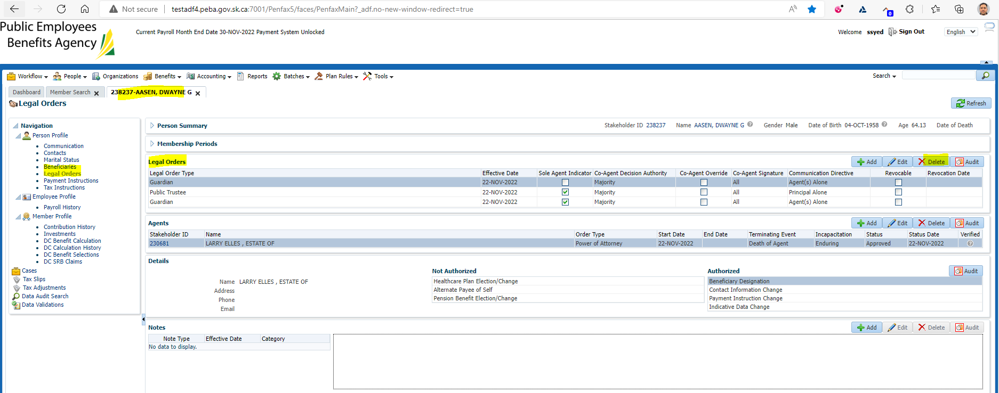 Not secure | testadf4.peba.gov.sk.ca:7001/Penfax5/faces/PenfaxMain?_adf.no-new-window-redirect=true
0
Public Employees
Benefits Agency
Current Payroll Month End Date 30-NOV-2022 Payment System Unlocked
Welcome ssyed Sign Out English
Workflow People Organizations Benefits Accounting Reports Batches Plan Rules Tools Search
Dashboard Member Search 238237-AASEN, DWAYNE G
Legal Orders Refresh
Navigation
Person Profile
Communication
Contacts
Marital Status
Beneficiaries
Legal Orders
Payment Instructions
Tax Instructions
Employee Profile
Payroll History
Member Profile
Contribution History
Investments
DC Benefit Calculation
DC Calculation History
DC Benefit Selections
DC SRB Claims
Cases
Tax Slips
Tax Adjustments
Data Audit Search
Data Validations
Person Summary Stakeholder ID 238237 Name AASEN, DWAYNE G Gender Male Date of Birth 04-OCT-1958 Age 64.13 Date of Death
Membership Periods
Legal Orders Add Edit Delete Audit
Legal Order Type Effective Date Sole Agent Indicator Co-Agent Decision Authority Co-Agent Override Co-Agent Signature Communication Directive Revocable Revocation Date
Guardian 22-NOV-2022 Majority All Agent(s) Alone
Public Trustee 22-NOV-2022 Majority All Principal Alone
Guardian 22-NOV-2022 Majority All Agent(s) Alone
Agents Add Edit Delete Audit
Stakeholder ID Name Order Type Start Date End Date Terminating Event Incapacitation Status Status Date Verified
230681 LARRY ELLES , ESTATE OF Power of Attorney 22-NOV-2022 Death of Agent Enduring Approved 22-NOV-2022
Details
Name LARRY ELLES , ESTATE OF
Address
Phone
Email
Not Authorized
Healthcare Plan Election/Change
Alternate Payee of Self
Pension Benefit Election/Change
Authorized Audit
Beneficiary Designation
Contact Information Change
Payment Instruction Change
Indicative Data Change
Notes Add Edit Delete Audit
Note Type Effective Date Category
No data to display.